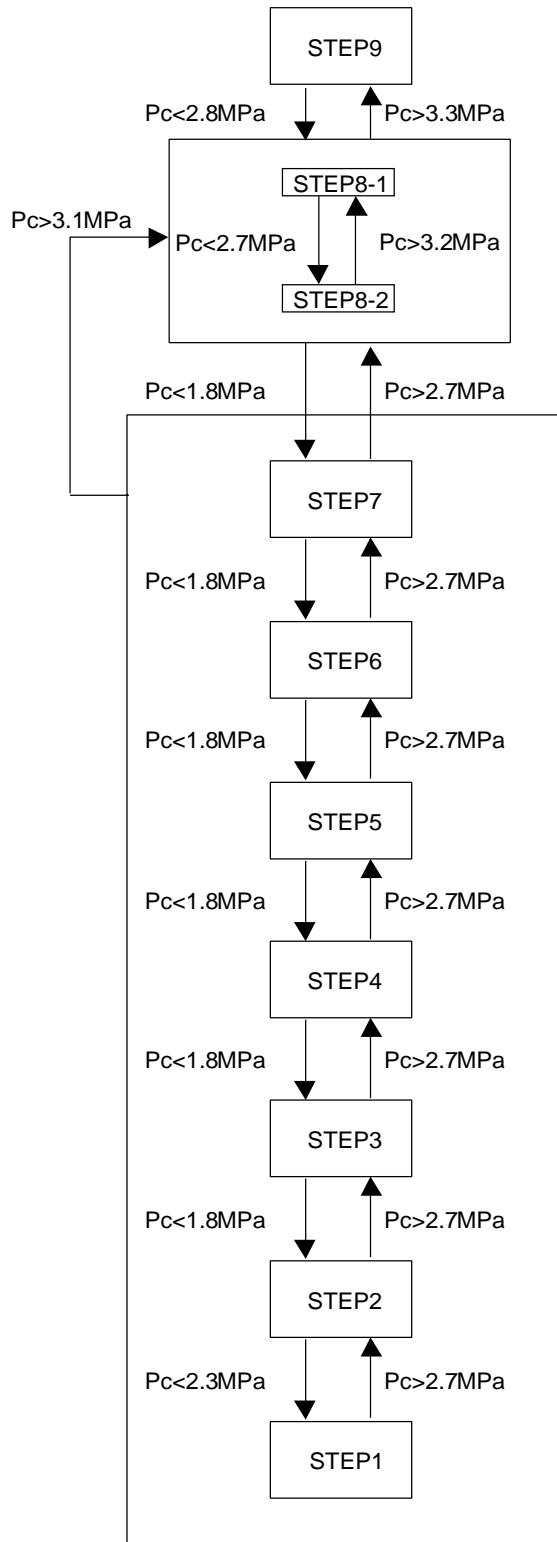 STEP9
Pc<2.8MPa
Pc>3.3MPa
STEP8-1
Pc>3.1MPa
Pc<2.7MPa
Pc>3.2MPa
STEP8-2
Pc<1.8MPa
Pc>2.7MPa
STEP7
Pc<1.8MPa
Pc>2.7MPa
STEP6
Pc<1.8MPa
Pc>2.7MPa
STEP5
Pc<1.8MPa
Pc>2.7MPa
STEP4
Pc<1.8MPa
Pc>2.7MPa
STEP3
Pc<1.8MPa
Pc>2.7MPa
STEP2
Pc<2.3MPa
Pc>2.7MPa
STEP1